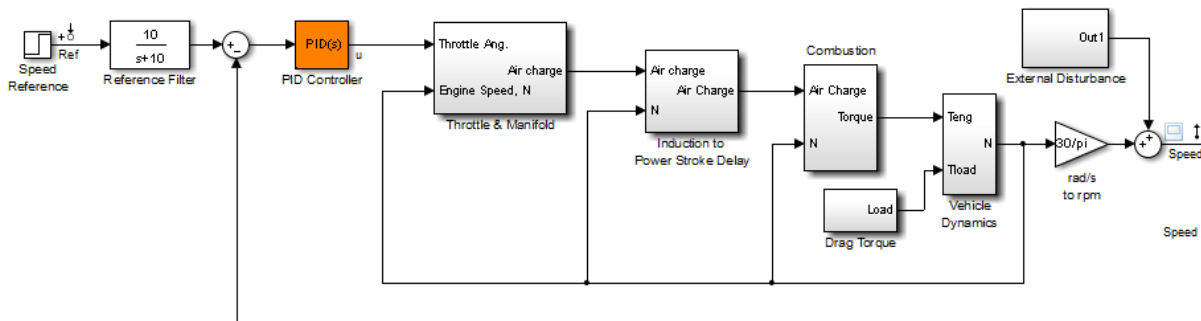 Ref
Speed
Reference
10
s+10
Reference Filter
+
-
PID(s)
u
PID Controller
Throttle Ang.
Air charge
Engine Speed, N
Throttle & Manifold
Air charge
Air Charge
N
Induction to
Power Stroke Delay
Combustion
Air Charge
Torque
N
Load
Drag Torque
Teng
N
Tload
Vehicle
Dynamics
30/pi
rad/s
to rpm
Out1
External Disturbance
+
+
Speed
Speed